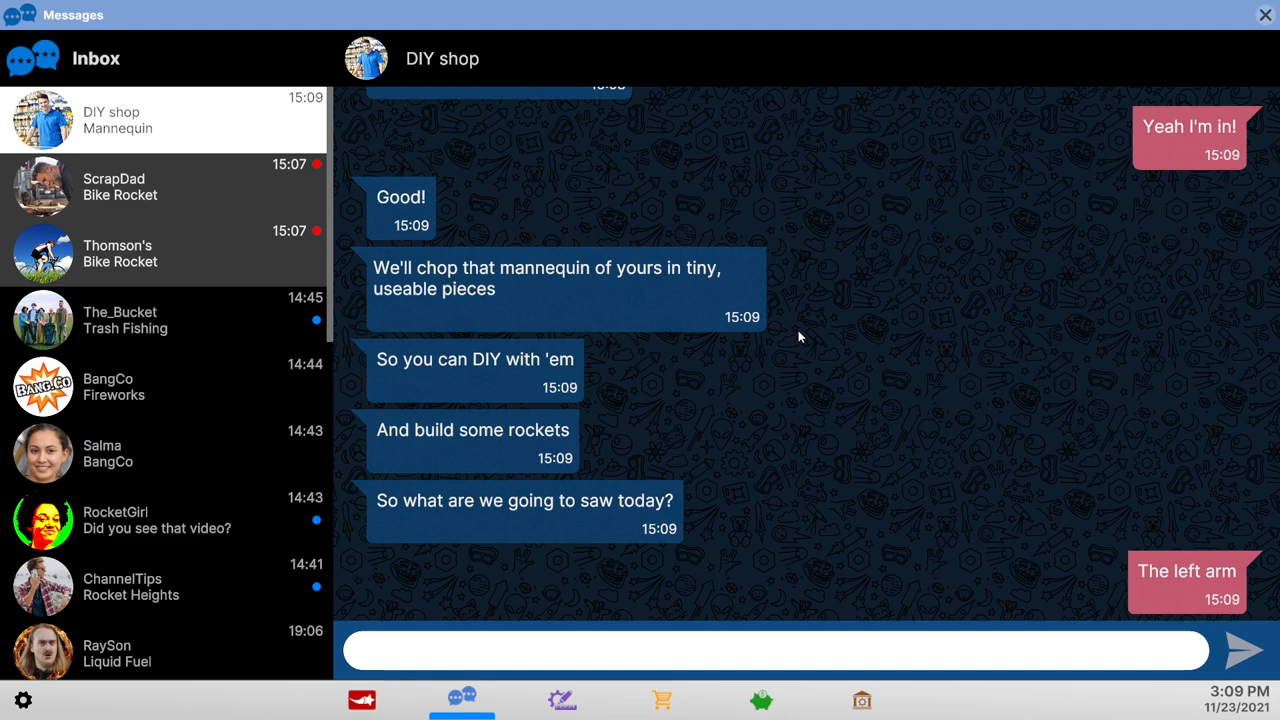 Messages
Inbox
DIY shop
15:09
DIY shop
Mannequin
15:07
ScrapDad
Bike Rocket
15:07
Thomson's
Bike Rocket
14:45
The_Bucket
Trash Fishing
14:44
BANG.CO
BangCo
Fireworks
14:43
Salma
BangCo
14:43
RocketGirl
Did you see that video?
14:41
ChannelTips
Rocket Heights
19:06
RaySon
Liquid Fuel
Yeah I'm in!
15:09
Good!
15:09
We'll chop that mannequin of yours in tiny,
useable pieces
15:09
So you can DIY with 'em
15:09
And build some rockets
15:09
So what are we going to saw today?
15:09
The left arm
15:09
3:09 PM
11/23/2021